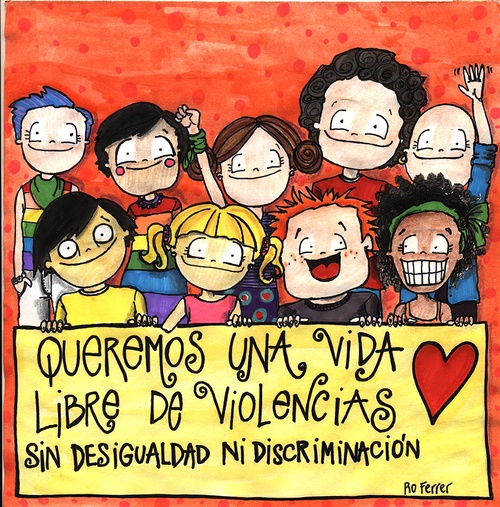 QUEREMOS UNA VIDA
LIBRE DE VIOLENCIAS
SIN DESIGUALDAD NI DISCRIMINACIÓN
Ro Ferrer